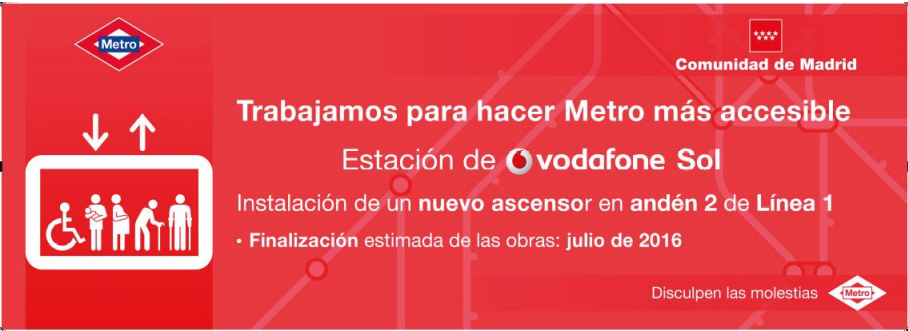 Metro
Comunidad de Madrid
Trabajamos para hacer Metro más accesible
Estación de vodafone Sol
Instalación de un nuevo ascensor en andén 2 de Línea 1
• Finalización estimada de las obras: julio de 2016
Disculpen las molestias Metro